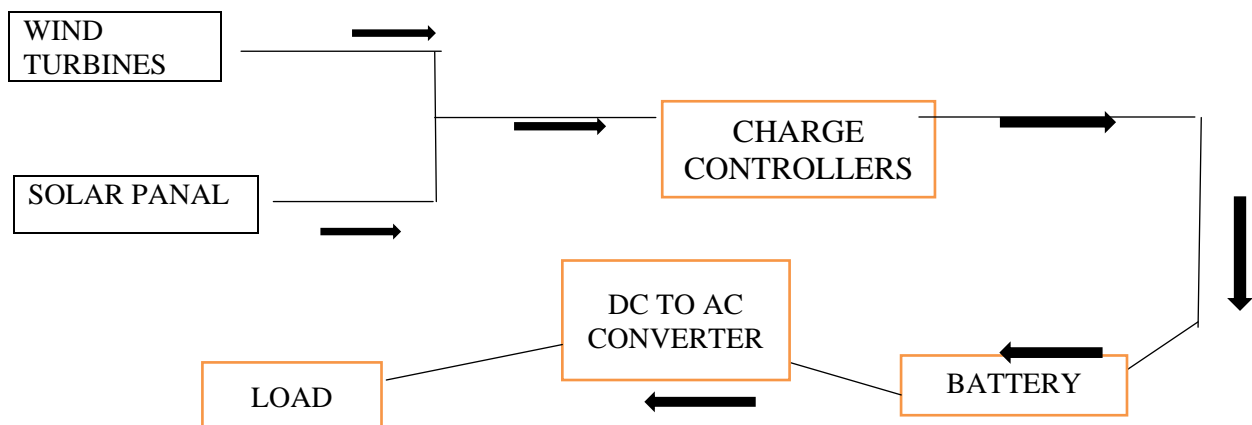 WIND
TURBINES
CHARGE
CONTROLLERS
SOLAR PANAL
DC TO AC
CONVERTER
BATTERY
LOAD